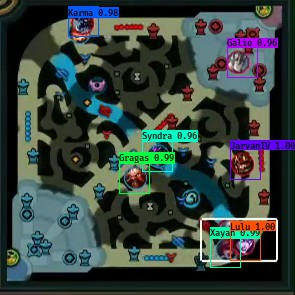 Karma 0.98
Galio 0.96
Syndra 0.96
JarvanIV 1.00
Gragas 0.99
Lulu 1.00
Xayah 0.99